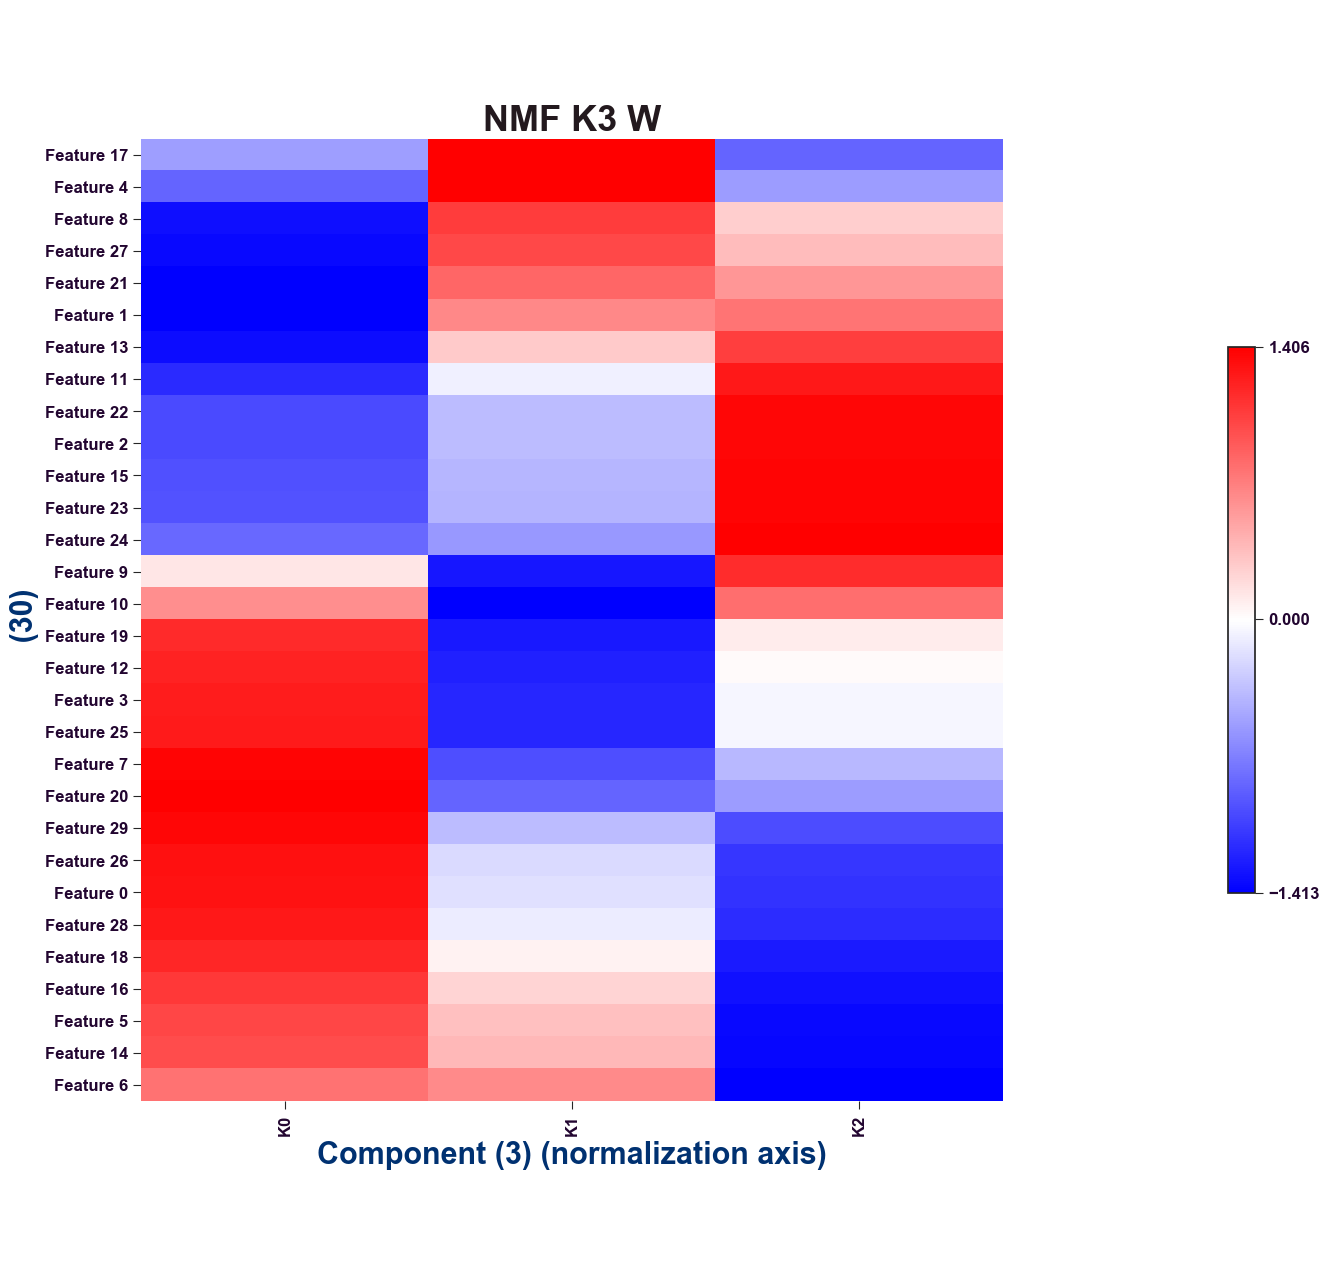 NMF K3 W
Feature 17
Feature 4
Feature 8
Feature 27
Feature 21
Feature 1
Feature 13
Feature 11
Feature 22
Feature 2
Feature 15
Feature 23
Feature 24
Feature 9
Feature 10
Feature 19
Feature 12
Feature 3
Feature 25
Feature 7
Feature 20
Feature 29
Feature 26
Feature 0
Feature 28
Feature 18
Feature 16
Feature 5
Feature 14
Feature 6
(30)
K0
K1
K2
Component (3) (normalization axis)
1.406
0.000
−1.413